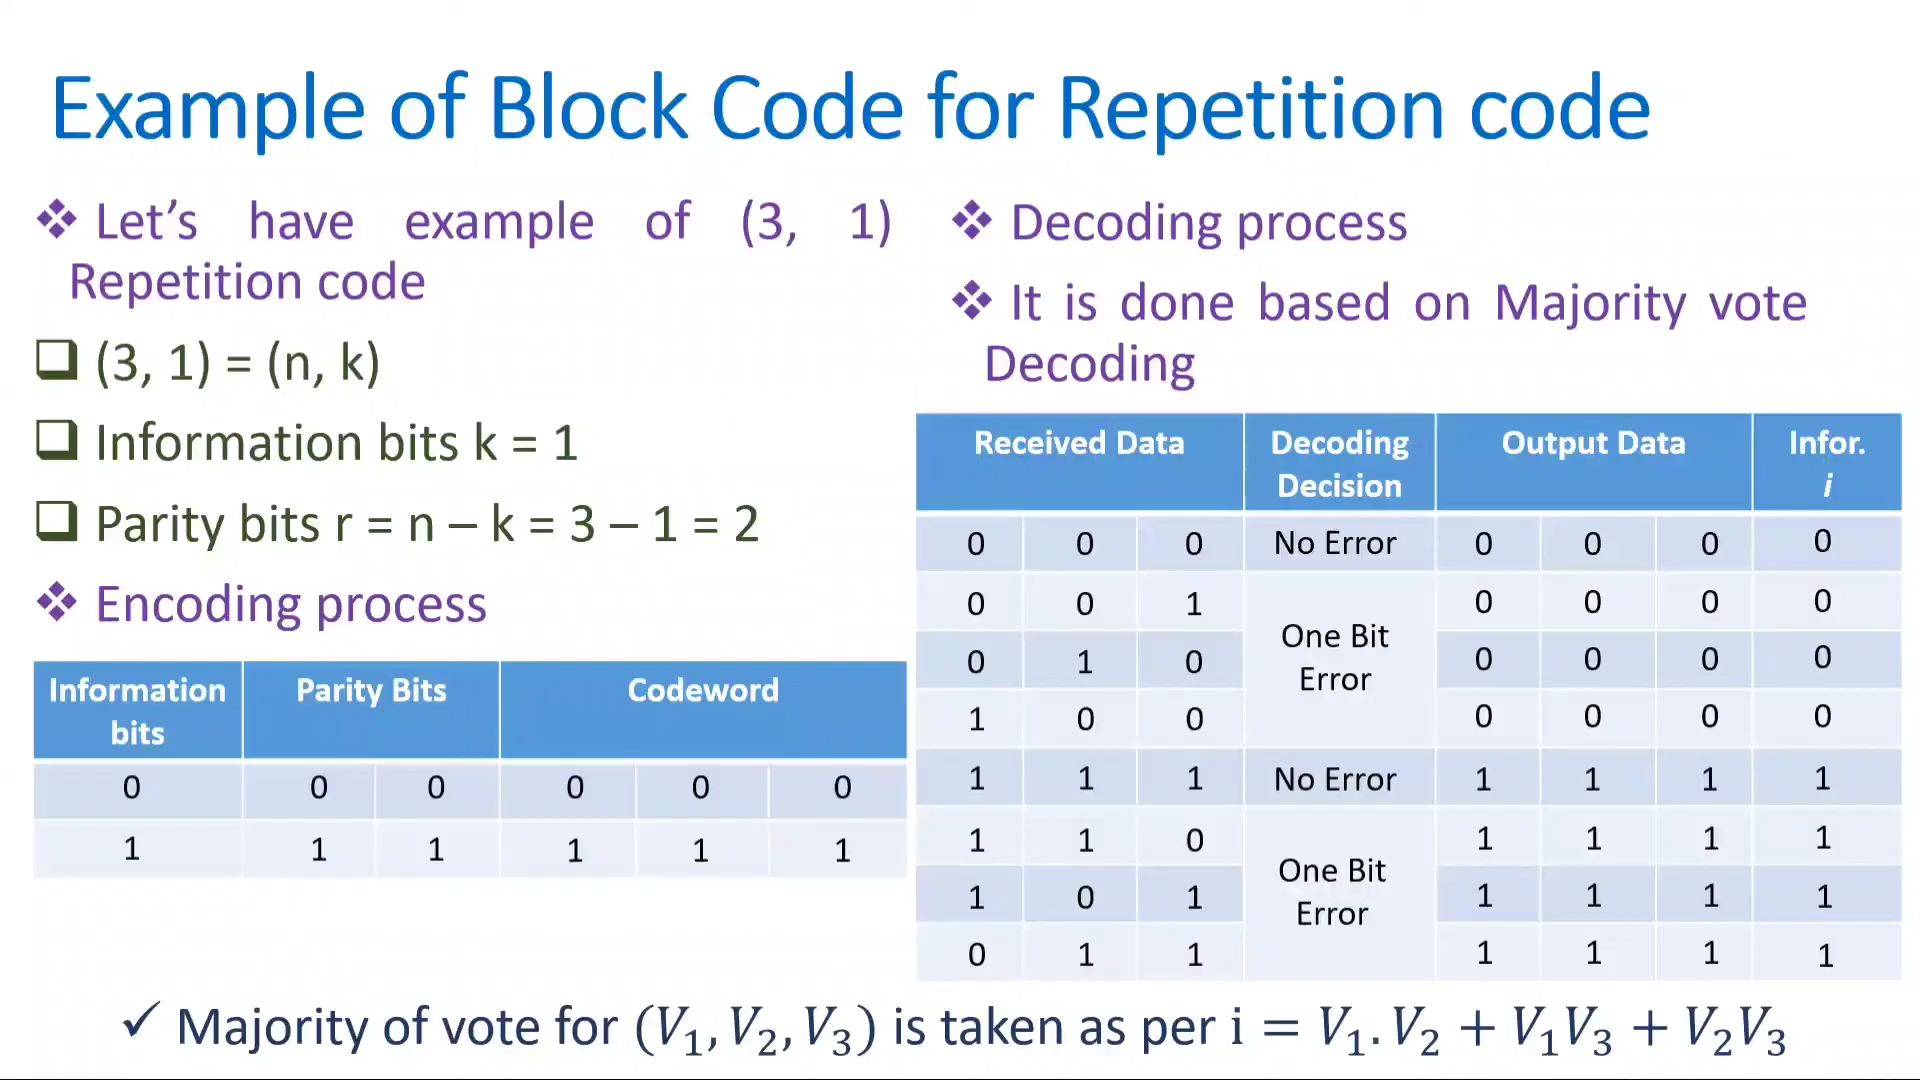 Example of Block Code for Repetition code
❖ Let’s have example of (3, 1)
Repetition code
❑ (3, 1) = (n, k)
❑ Information bits k = 1
❑ Parity bits r = n – k = 3 – 1 = 2
❖ Encoding process
Information bits Parity Bits Codeword
0 0 0 0 0 0
1 1 1 1 1 1
❖ Decoding process
❖ It is done based on Majority vote
Decoding
Received Data Decoding Decision Output Data Infor. i
0 0 0 No Error 0 0 0 0
0 0 1 One Bit Error 0 0 0 0
0 1 0 0 0 0 0
1 0 0 0 0 0 0
1 1 1 No Error 1 1 1 1
1 1 0 One Bit Error 1 1 1 1
1 0 1 1 1 1 1
0 1 1 1 1 1 1
✓ Majority of vote for (V₁, V₂, V₃) is taken as per i = V₁. V₂ + V₁V₃ + V₂V₃